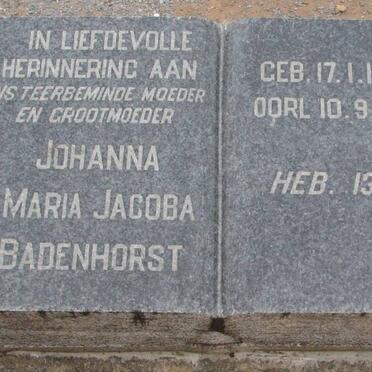 IN LIEFDEVOLLE
HERINNERING AAN
NS TEERBEMINDE MOEDER
EN GROOTMOEDER
JOHANNA
MARIA JACOBA
BADENHORST
GEB. 17.1.1
OORL 10.9
HEB. 13